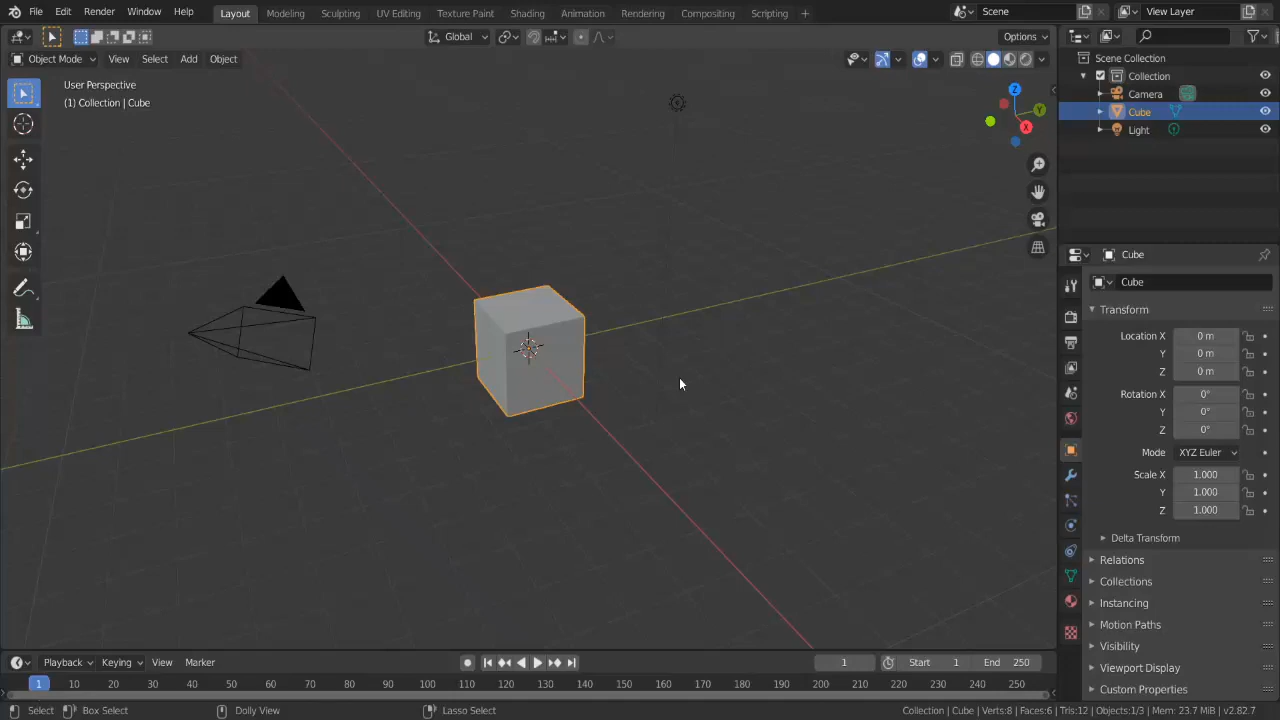 File Edit Render Window Help Layout Modeling Sculpting UV Editing Texture Paint Shading Animation Rendering Compositing Scripting + Scene View Layer
Global Options
Object Mode View Select Add Object
User Perspective
(1) Collection | Cube
Z
Y
X
Scene Collection
Collection
Camera
Cube
Light
Cube
Cube
Transform
Location X 0 m
Y 0 m
Z 0 m
Rotation X 0°
Y 0°
Z 0°
Mode XYZ Euler
Scale X 1.000
Y 1.000
Z 1.000
Delta Transform
Relations
Collections
Instancing
Motion Paths
Visibility
Viewport Display
Custom Properties
Playback Keying View Marker 1 Start 1 End 250
1 10 20 30 40 50 60 70 80 90 100 110 120 130 140 150 160 170 180 190 200 210 220 230 240 250
Select Box Select Dolly View Lasso Select Collection | Cube | Verts:8 | Faces:6 | Tris:12 | Objects:1/3 | Mem: 23.7 MiB | v2.82.7